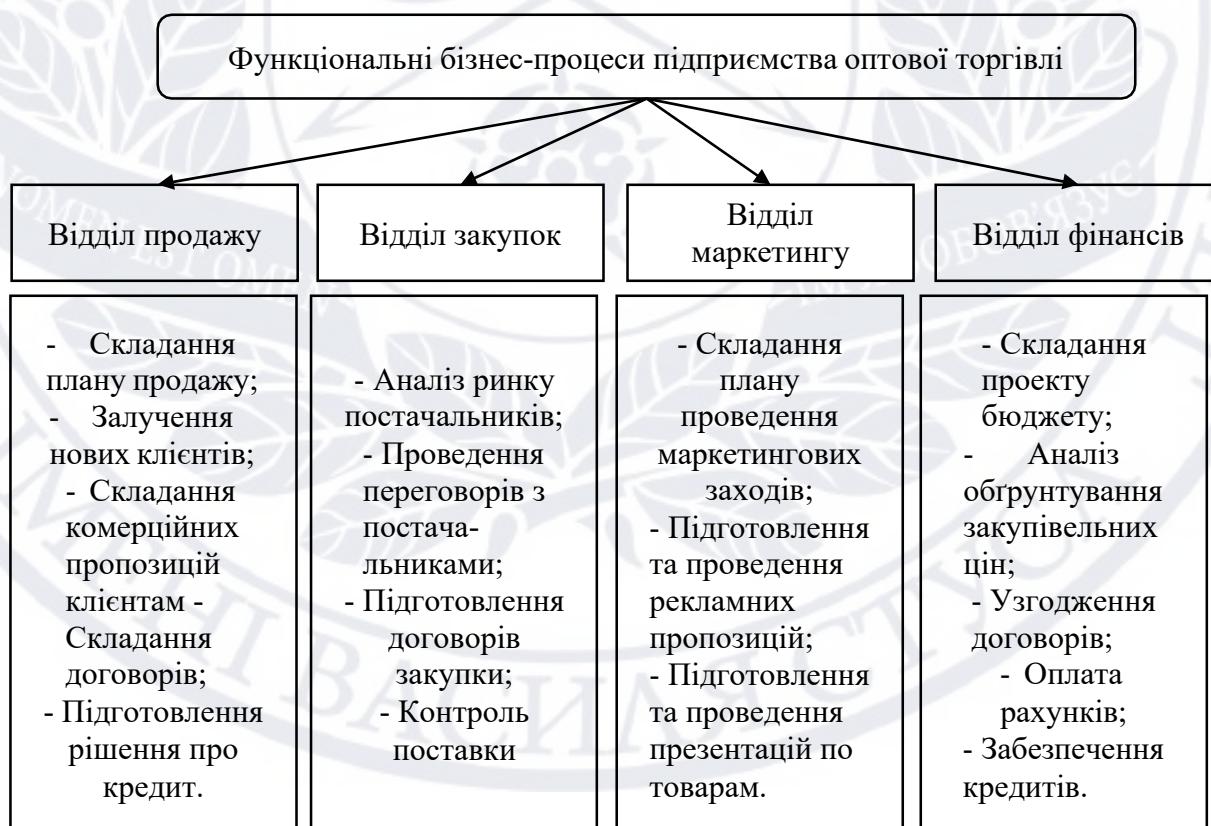 Функціональні бізнес-процеси підприємства оптової торгівлі
Відділ продажу
Відділ закупок
Відділ
маркетингу
Відділ фінансів
- Складання
плану продажу;
- Залучення
нових клієнтів;
- Складання
комерційних
пропозицій
клієнтам -
Складання
договорів;
- Підготовлення
рішення про
кредит.
- Аналіз ринку
постачальників;
- Проведення
переговорів з
постача-
льниками;
- Підготовлення
договорів
закупки;
- Контроль
поставки
- Складання
плану
проведення
маркетингових
заходів;
- Підготовлення
та проведення
рекламних
пропозицій;
- Підготовлення
та проведення
презентацій по
товарам.
- Складання
проекту
бюджету;
- Аналіз
обґрунтування
закупівельних
цін;
- Узгодження
договорів;
- Оплата
рахунків;
- Забезпечення
кредитів.